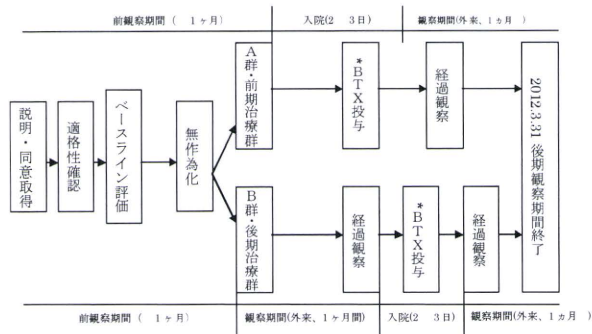 前観察期間（　1ヶ月）
入院(2　3日)
観察期間(外来、1カ月　)
説明・同意取得
適格性確認
ベースライン評価
無作為化
A群・前期治療群
*BTX投与
経過観察
B群・後期治療群
経過観察
*BTX投与
経過観察
2012.3.31 後期観察期間終了
前観察期間（　1ヶ月）
観察期間(外来、1ヶ月間)
入院(2　3日)
観察期間(外来、1カ月　)